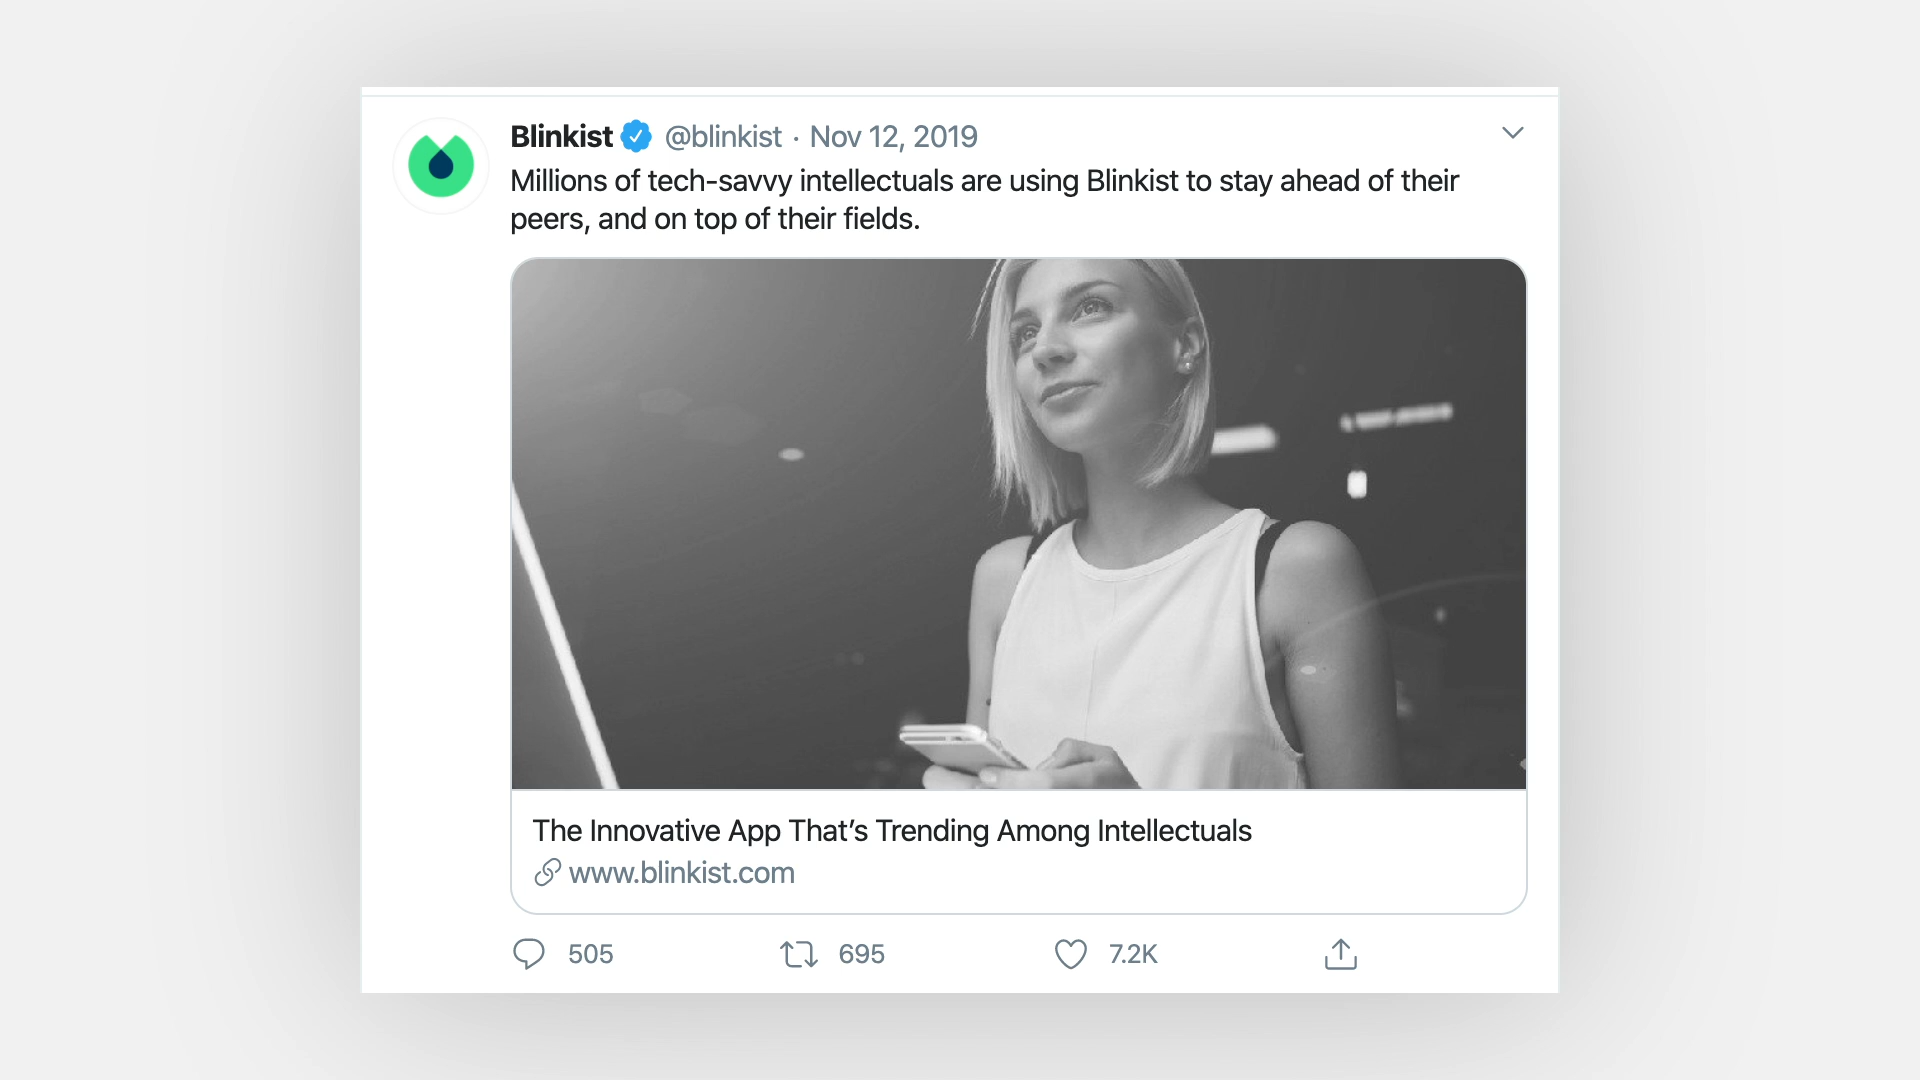 Blinkist @blinkist · Nov 12, 2019
Millions of tech-savvy intellectuals are using Blinkist to stay ahead of their
peers, and on top of their fields.
The Innovative App That’s Trending Among Intellectuals
www.blinkist.com
505 695 7.2K